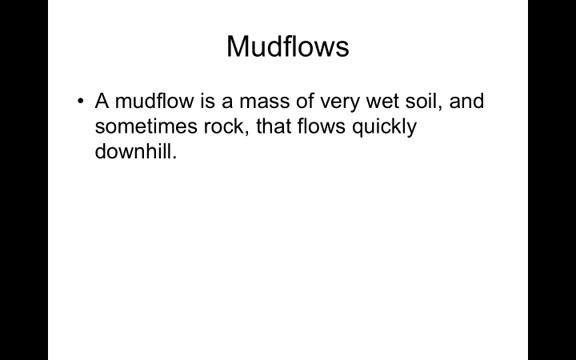 Mudflows
• A mudflow is a mass of very wet soil, and
sometimes rock, that flows quickly
downhill.